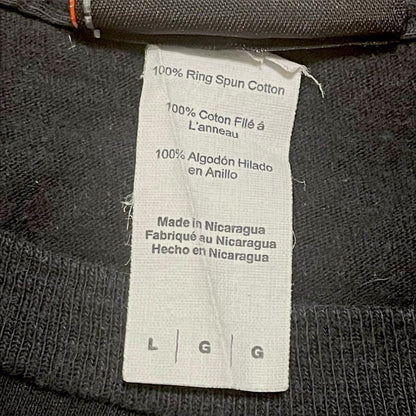 100% Ring Spun Cotton
100% Coton Filé á
L'anneau
100% Algodón Hilado
en Anillo
Made in Nicaragua
Fabriqué au Nicaragua
Hecho en Nicaragua
L | G | G